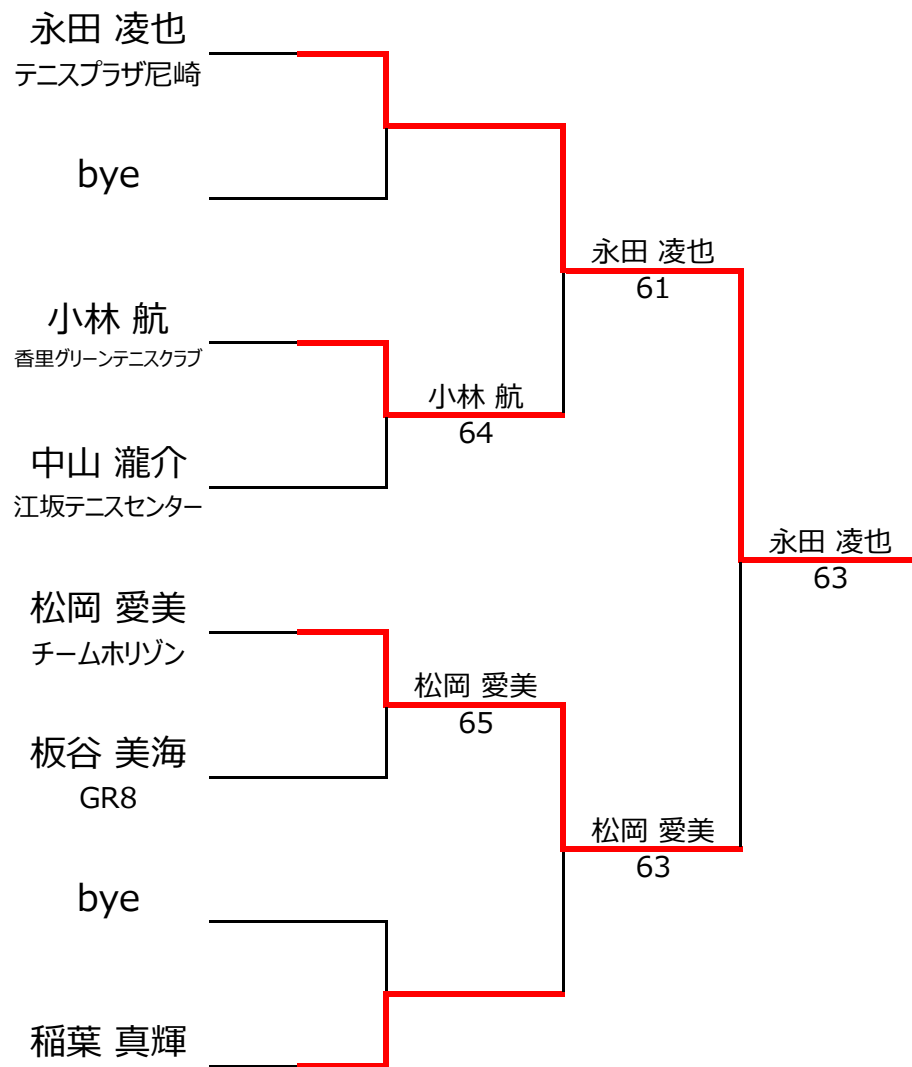 永田 凌也
テニスプラザ尼崎
bye
永田 凌也
61
小林 航
香里グリーンテニスクラブ
小林 航
64
中山 瀧介
江坂テニスセンター
永田 凌也
63
松岡 愛美
チームホリゾン
松岡 愛美
65
板谷 美海
GR8
松岡 愛美
63
bye
稲葉 真輝